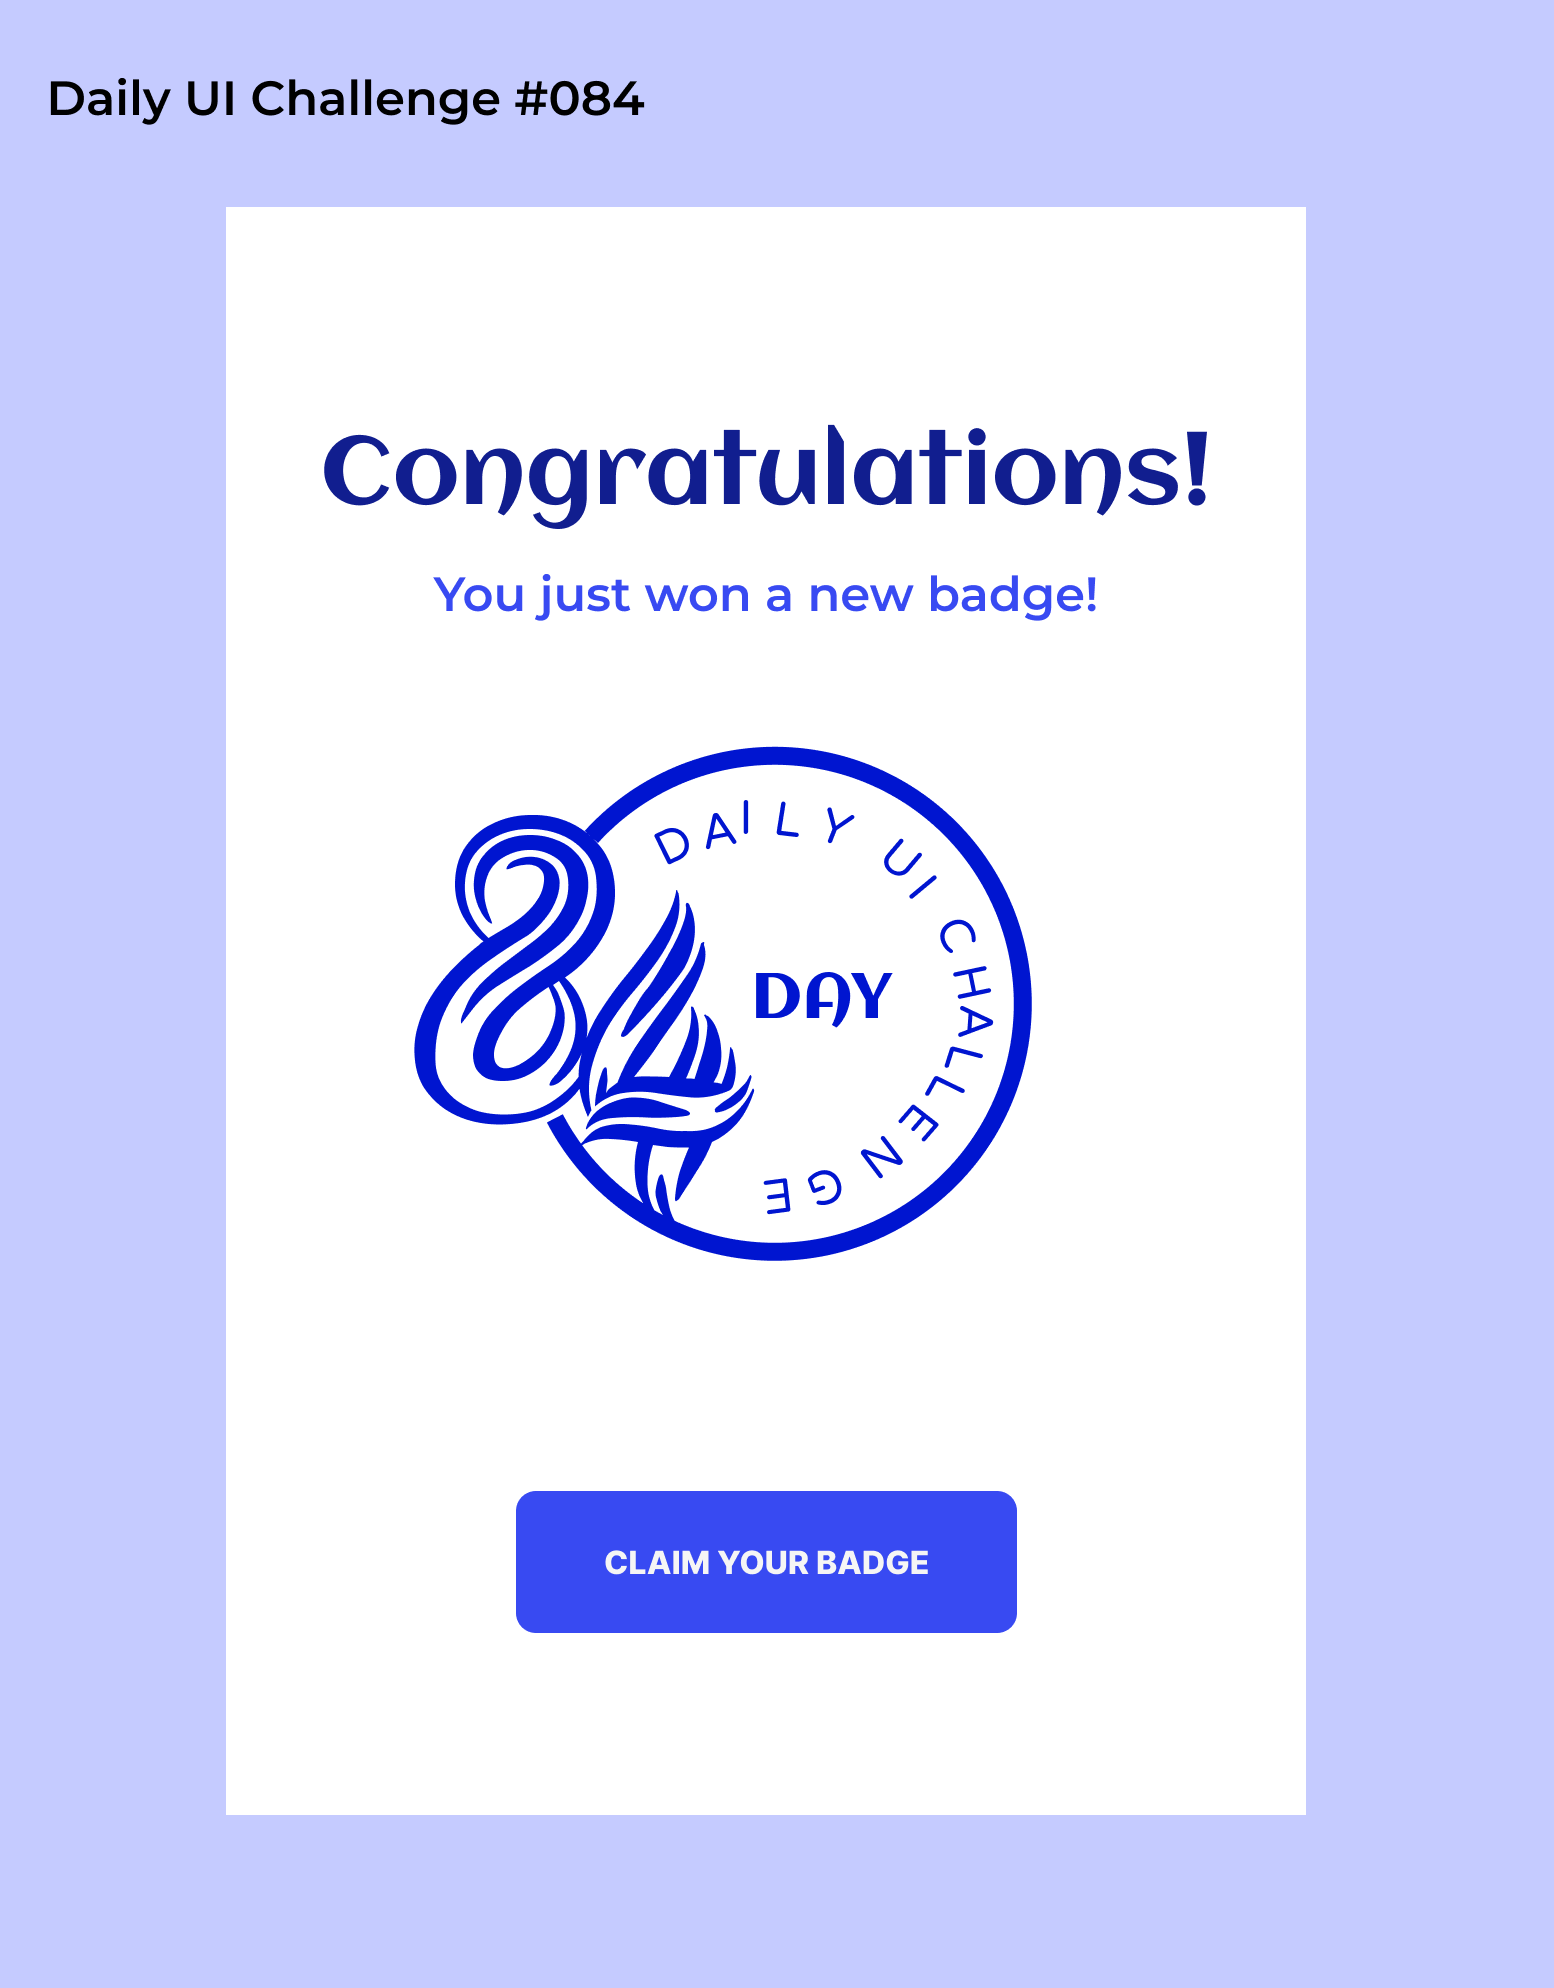 Daily UI Challenge #084
Congratulations!
You just won a new badge!
DAILY UI CHALLENGE
84
DAY
CLAIM YOUR BADGE